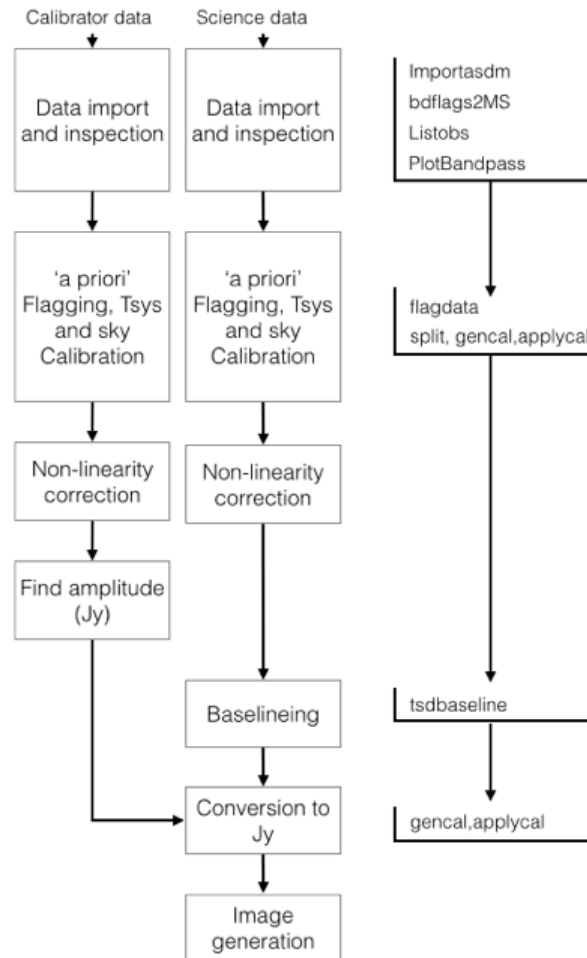 Calibrator data
Science data
Data import
and inspection
Data import
and inspection
Importasdm
bdflags2MS
Listobs
PlotBandpass
‘a priori’
Flagging, Tsys
and sky
Calibration
‘a priori’
Flagging, Tsys
and sky
Calibration
flagdata
split, gencal,applycal
Non-linearity
correction
Non-linearity
correction
Find amplitude
(Jy)
Baselineing
tsdbaseline
Conversion to
Jy
gencal,applycal
Image
generation